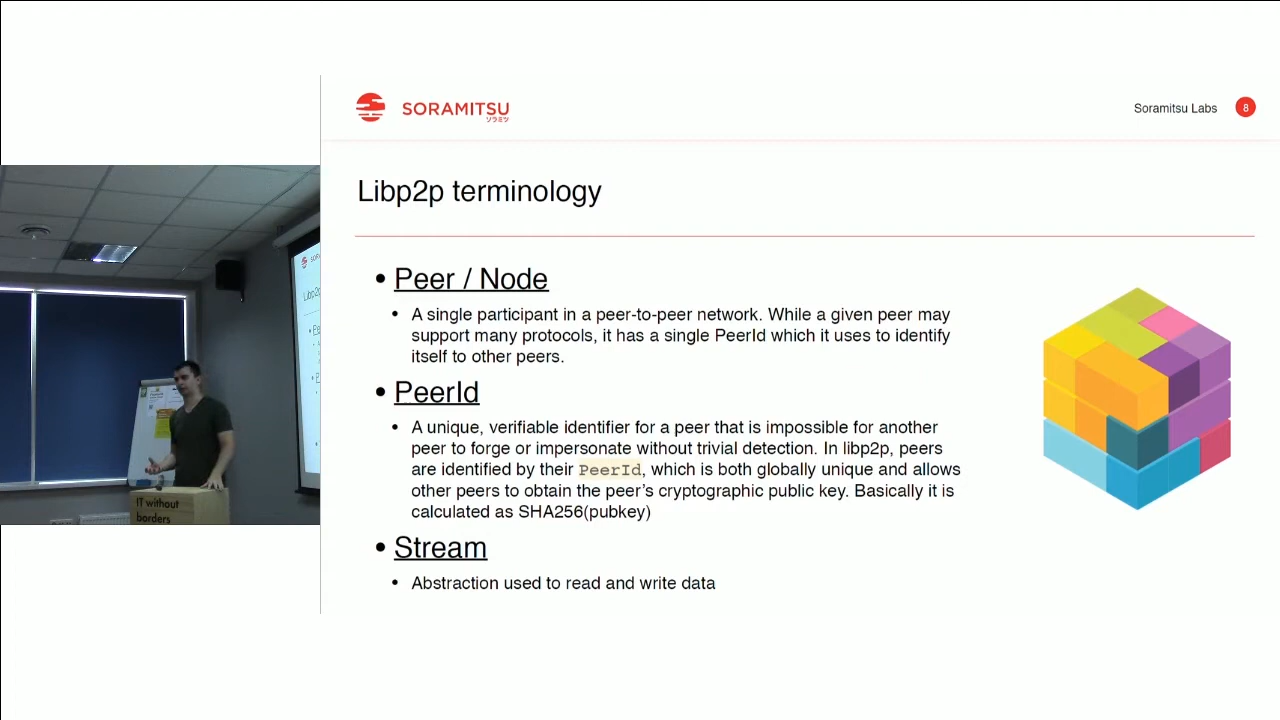 SORAMITSU
ソラミツ
Soramitsu Labs
8
Libp2p terminology
• Peer / Node
• A single participant in a peer-to-peer network. While a given peer may
support many protocols, it has a single PeerId which it uses to identify
itself to other peers.
• PeerId
• A unique, verifiable identifier for a peer that is impossible for another
peer to forge or impersonate without trivial detection. In libp2p, peers
are identified by their PeerId, which is both globally unique and allows
other peers to obtain the peer's cryptographic public key. Basically it is
calculated as SHA256(pubkey)
• Stream
• Abstraction used to read and write data
IT without
borders